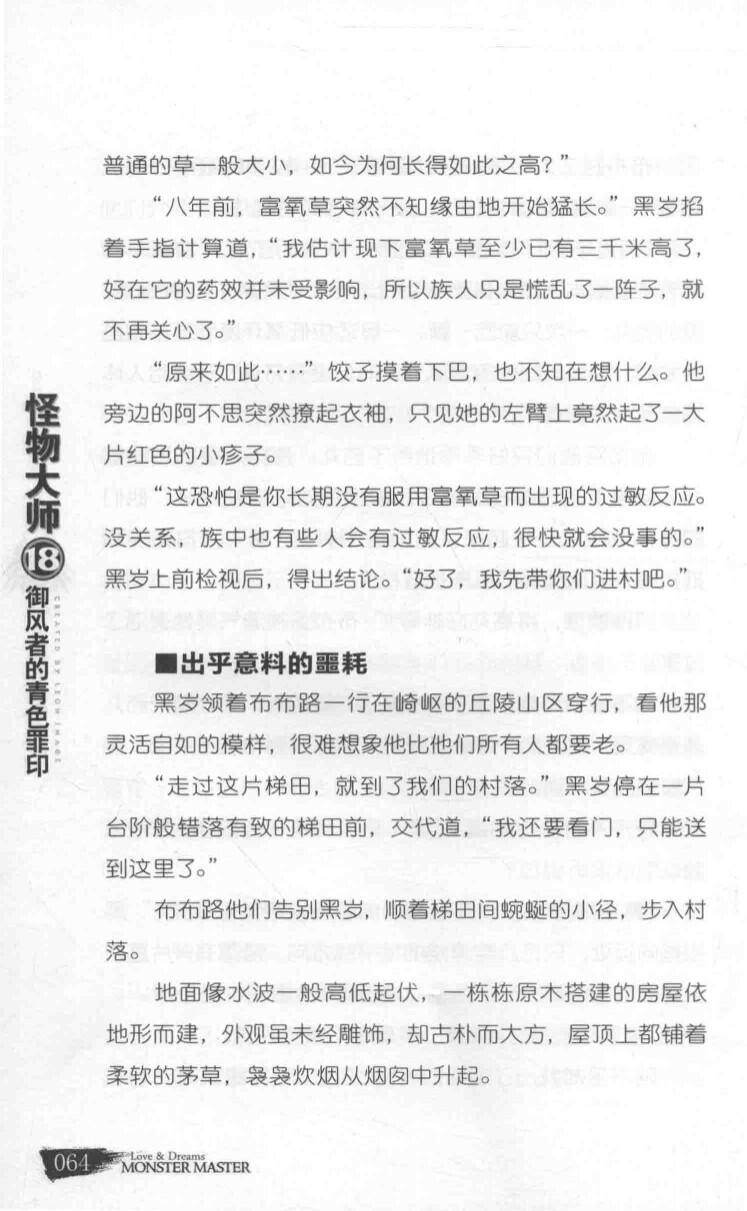 普通的草一般大小，如今为何长得如此之高？”
“八年前，富氧草突然不知缘由地开始猛长。”黑岁掐
着手指计算道，“我估计现下富氧草至少已有三千米高了，
好在它的药效并未受影响，所以族人只是慌乱了一阵子，就
不再关心了。”
“原来如此……”饺子摸着下巴，也不知在想什么。他
旁边的阿不思突然撩起衣袖，只见她的左臂上竟然起了一大
片红色的小疹子。
“这恐怕是你长期没有服用富氧草而出现的过敏反应。
没关系，族中也有些人会有过敏反应，很快就会没事的。”
黑岁上前检视后，得出结论。“好了，我先带你们进村吧。”
■出乎意料的噩耗
黑岁领着布布路一行在崎岖的丘陵山区穿行，看他那
灵活自如的模样，很难想象他比他们所有人都要老。
“走过这片梯田，就到了我们的村落。”黑岁停在一片
台阶般错落有致的梯田前，交代道，“我还要看门，只能送
到这里了。”
布布路他们告别黑岁，顺着梯田间蜿蜒的小径，步入村
落。
地面像水波一般高低起伏，一栋栋原木搭建的房屋依
地形而建，外观虽未经雕饰，却古朴而大方，屋顶上都铺着
柔软的茅草，袅袅炊烟从烟囱中升起。
怪物大师
18
御风者的青色罪印
CREATED BY LEON IMAGE
064
Love & Dreams
MONSTER MASTER